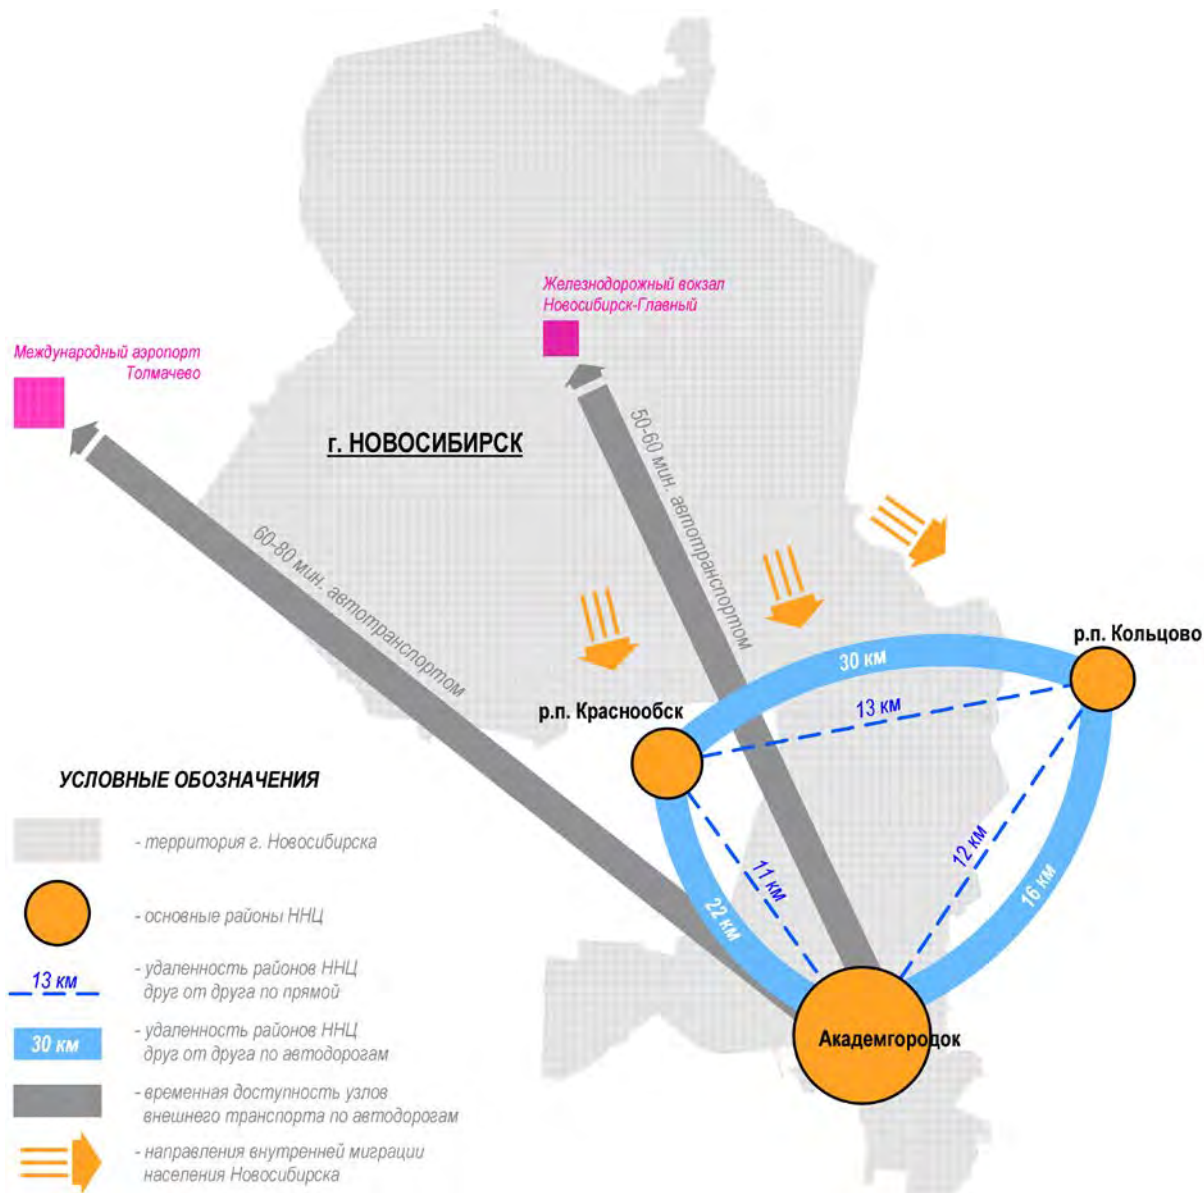 Железнодорожный вокзал
Новосибирск-Главный
Международный аэропорт
Толмачево
г. НОВОСИБИРСК
50-60 мин. автотранспортом
60-80 мин. автотранспортом
р.п. Кольцово
30 км
13 км
р.п. Краснообск
12 км
11 км
16 км
22 км
Академгородок
УСЛОВНЫЕ ОБОЗНАЧЕНИЯ
- территория г. Новосибирска
- основные районы ННЦ
13 км
- удаленность районов ННЦ
друг от друга по прямой
30 км
- удаленность районов ННЦ
друг от друга по автодорогам
- временная доступность узлов
внешнего транспорта по автодорогам
- направления внутренней миграции
населения Новосибирска